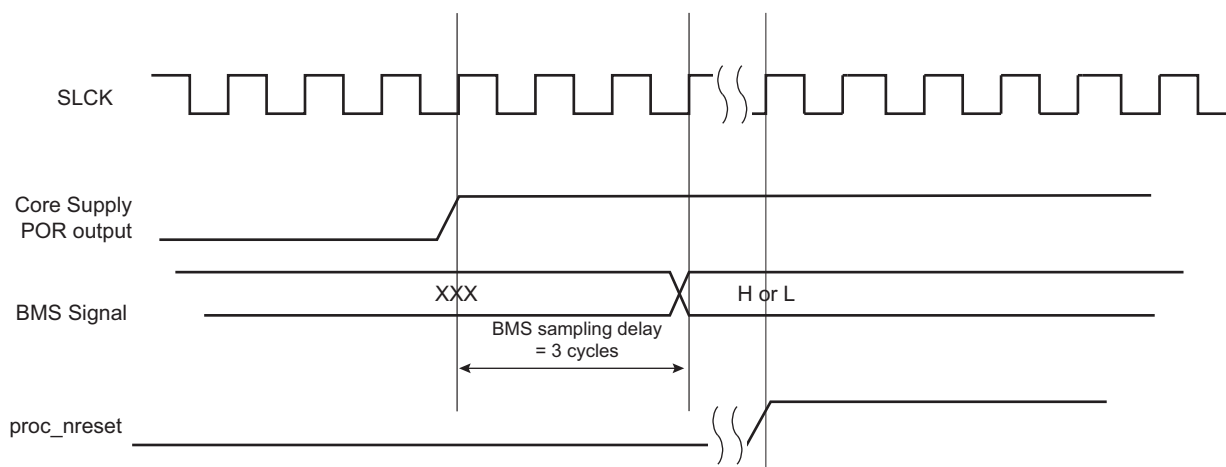 SLCK
Core Supply
POR output
BMS Signal
XXX
H or L
BMS sampling delay
= 3 cycles
proc_nreset